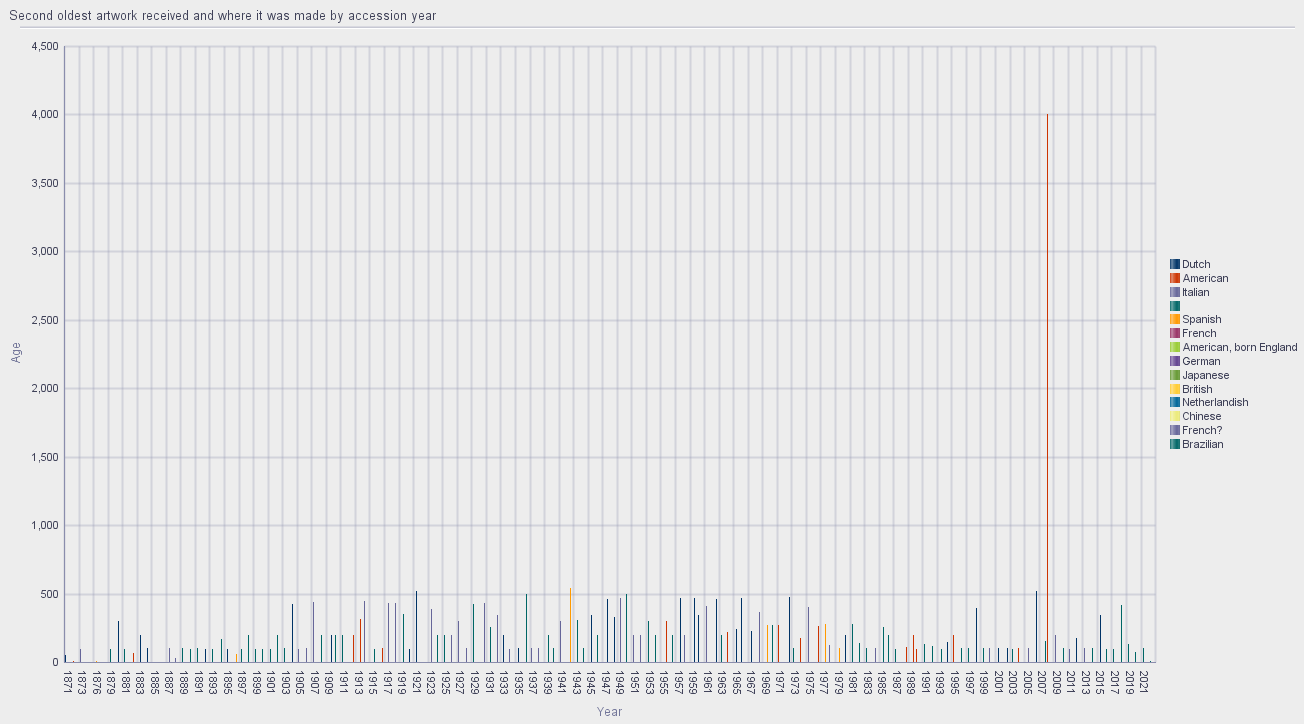 Second oldest artwork received and where it was made by accession year
4,500
4,000
3,500
3,000
2,500
2,000
1,500
1,000
500
0
Age
1871 1873 1876 1878 1881 1883 1885 1887 1889 1891 1893 1895 1897 1899 1901 1903 1905 1907 1909 1911 1913 1915 1917 1919 1921 1923 1925 1927 1929 1931 1933 1935 1937 1939 1941 1943 1945 1947 1949 1951 1953 1955 1957 1959 1961 1963 1965 1967 1969 1971 1973 1975 1977 1979 1981 1983 1985 1987 1989 1991 1993 1995 1997 1999 2001 2003 2005 2007 2009 2011 2013 2015 2017 2019 2021
Year
Dutch
American
Italian
Spanish
French
American, born England
German
Japanese
British
Netherlandish
Chinese
French?
Brazilian